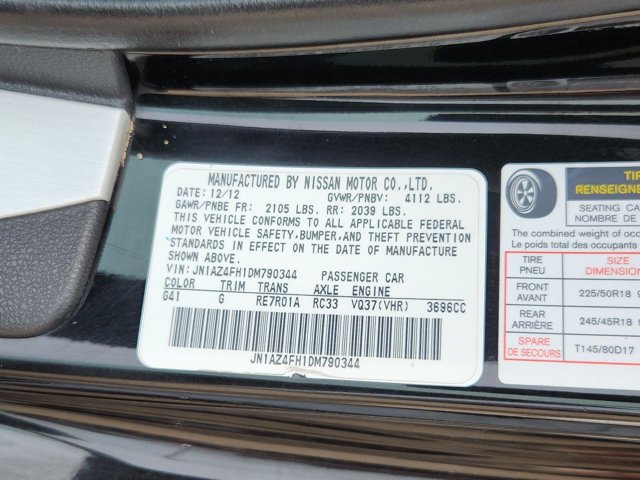 MANUFACTURED BY NISSAN MOTOR CO.,LTD.
DATE: 12/12 GVWR/PNBV: 4112 LBS.
GAWR/PNBE FR: 2105 LBS. RR: 2039 LBS.
THIS VEHICLE CONFORMS TO ALL APPLICABLE FEDERAL
MOTOR VEHICLE SAFETY, BUMPER, AND THEFT PREVENTION
STANDARDS IN EFFECT ON THE DATE OF MANUFACTURE
SHOWN ABOVE.
VIN: JN1AZ4FH1DM790344 PASSENGER CAR
COLOR TRIM TRANS AXLE ENGINE
G41 G RE7R01A RC33 VQ37(VHR) 3696CC
JN1AZ4FH1DM790344
TIR
RENSEIGNE
SEATING CA
NOMBRE DE
The combined weight of occu
Le poids total des occupants
TIRE SIZE
PNEU DIMENSION
FRONT
AVANT 225/50R18
REAR
ARRIÈRE 245/45R18
SPARE
DE SECOURS T145/80D17